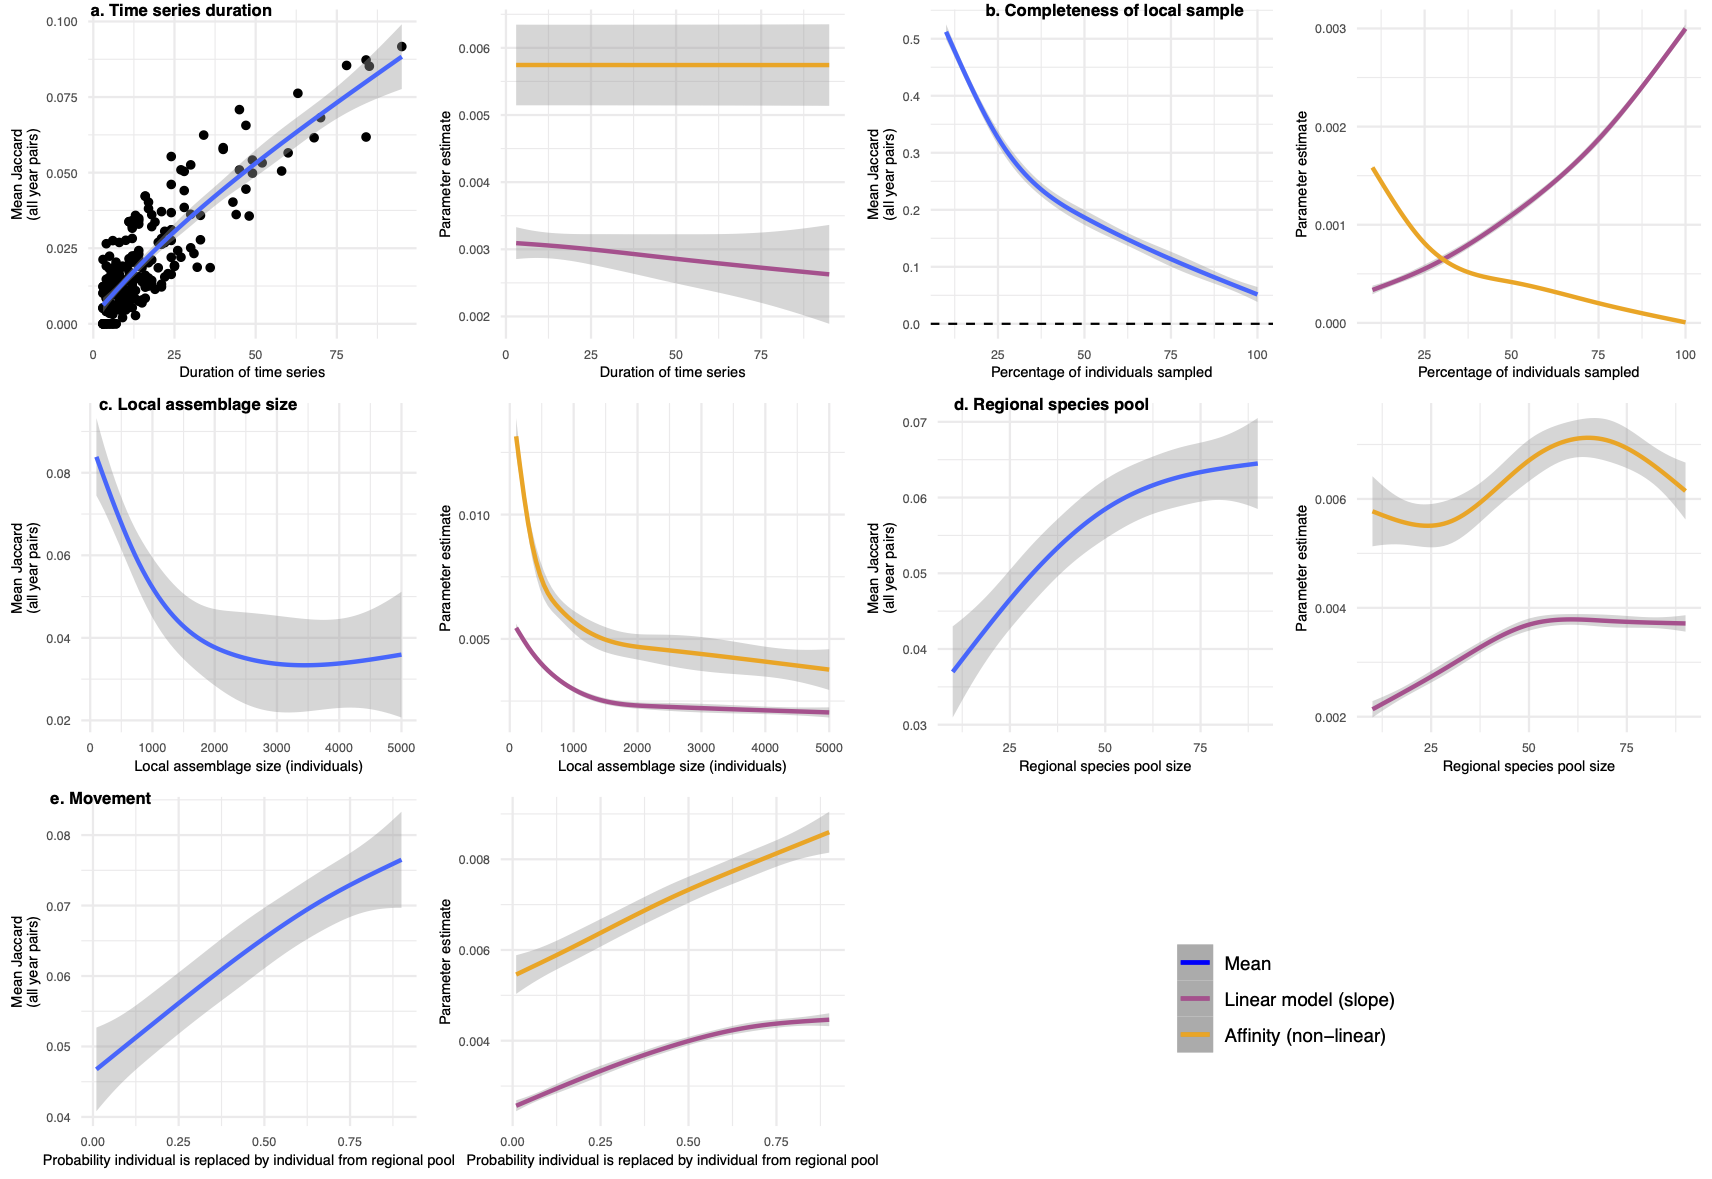 a. Time series duration
0.100
0.075
0.050
0.025
0.000
Mean Jaccard
(all year pairs)
0
25
50
75
Duration of time series
0.006
0.005
0.004
0.003
0.002
Parameter estimate
0
25
50
75
Duration of time series
b. Completeness of local sample
0.5
0.4
0.3
0.2
0.1
0.0
Mean Jaccard
(all year pairs)
25
50
75
100
Percentage of individuals sampled
0.003
0.002
0.001
0.000
Parameter estimate
25
50
75
100
Percentage of individuals sampled
c. Local assemblage size
0.08
0.06
0.04
0.02
Mean Jaccard
(all year pairs)
0
1000
2000
3000
4000
5000
Local assemblage size (individuals)
0.010
0.005
Parameter estimate
0
1000
2000
3000
4000
5000
Local assemblage size (individuals)
d. Regional species pool
0.07
0.06
0.05
0.04
0.03
Mean Jaccard
(all year pairs)
25
50
75
Regional species pool size
0.006
0.004
0.002
Parameter estimate
25
50
75
Regional species pool size
e. Movement
0.08
0.07
0.06
0.05
0.04
Mean Jaccard
(all year pairs)
0.00
0.25
0.50
0.75
Probability individual is replaced by individual from regional pool
0.008
0.006
0.004
Parameter estimate
0.00
0.25
0.50
0.75
Probability individual is replaced by individual from regional pool
Mean
Linear model (slope)
Affinity (non−linear)